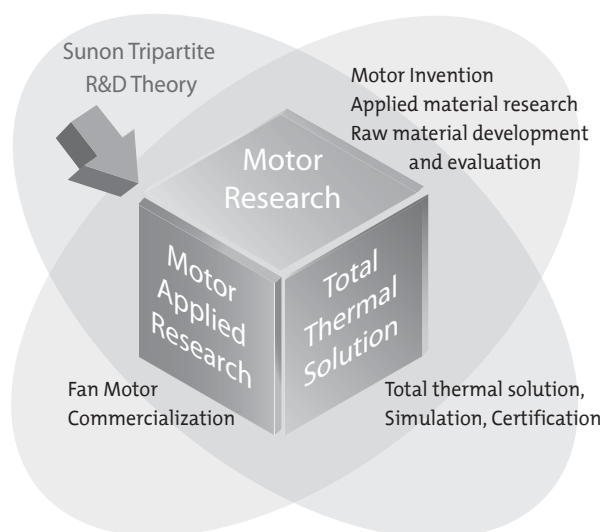 Sunon Tripartite
R&D Theory
Motor Invention
Applied material research
Raw material development
and evaluation
Motor
Research
Motor
Applied
Research
Total
Thermal
Solution
Fan Motor
Commercialization
Total thermal solution,
Simulation, Certification